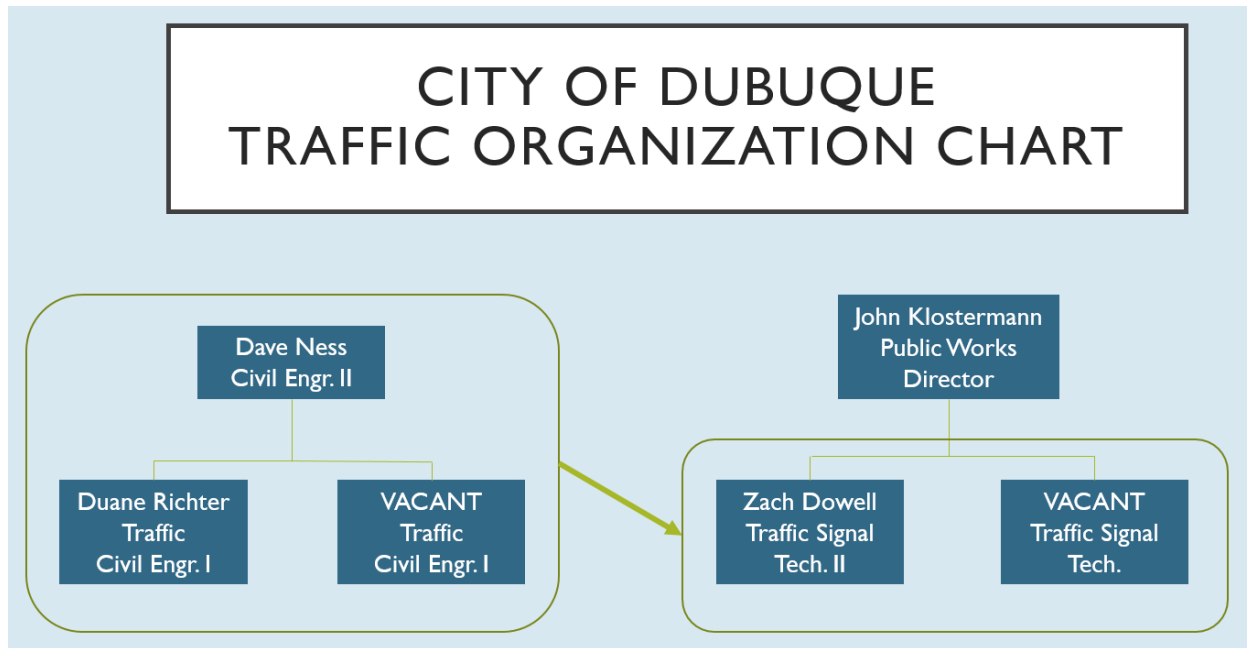 CITY OF DUBUQUE
TRAFFIC ORGANIZATION CHART
Dave Ness
Civil Engr. II
Duane Richter
Traffic
Civil Engr. I
VACANT
Traffic
Civil Engr. I
John Klostermann
Public Works
Director
Zach Dowell
Traffic Signal
Tech. II
VACANT
Traffic Signal
Tech.